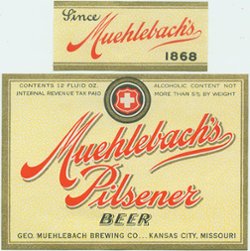 Since
Muehlebach's
1868
CONTENTS 12 FLUID OZ. ALCOHOLIC CONTENT NOT
INTERNAL REVENUE TAX PAID MORE THAN 5% BY WEIGHT
Muehlebach's
Pilsener
BEER
GEO. MUEHLEBACH BREWING CO... KANSAS CITY, MISSOURI